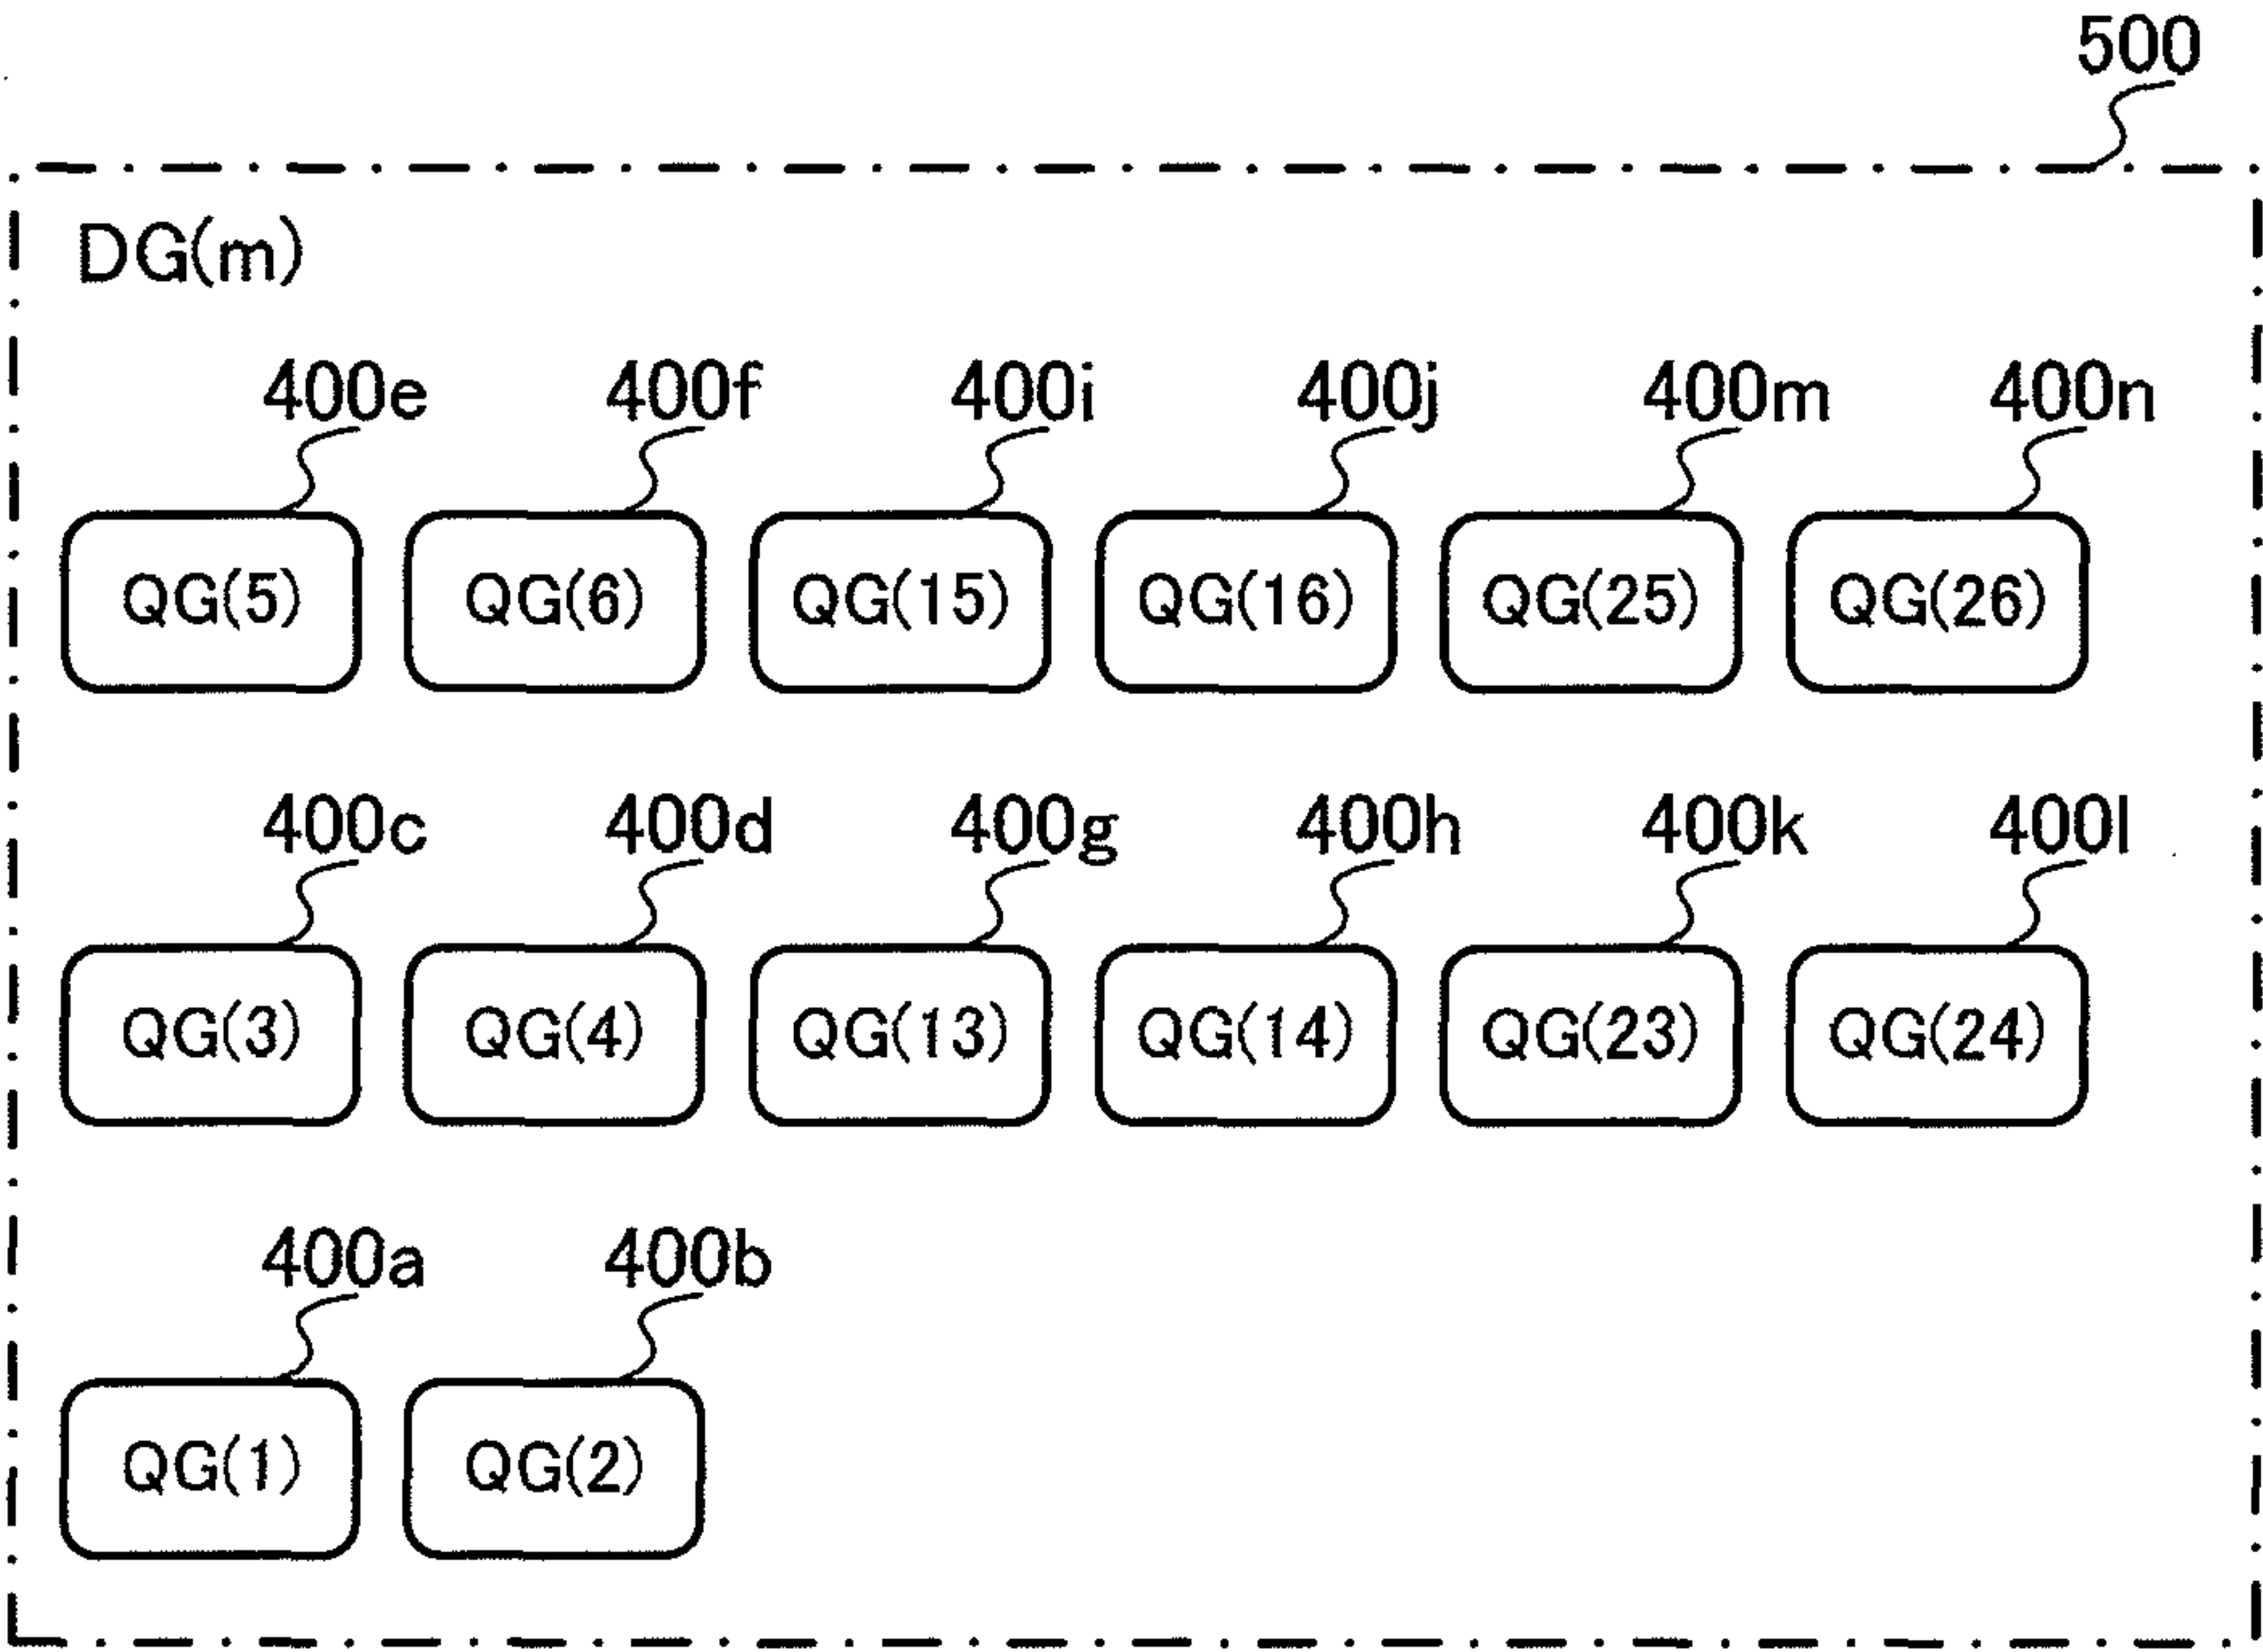 500
DG(m)
400e 400f 400i 400j 400m 400n
QG(5) QG(6) QG(15) QG(16) QG(25) QG(26)
400c 400d 400g 400h 400k 400l
QG(3) QG(4) QG(13) QG(14) QG(23) QG(24)
400a 400b
QG(1) QG(2)